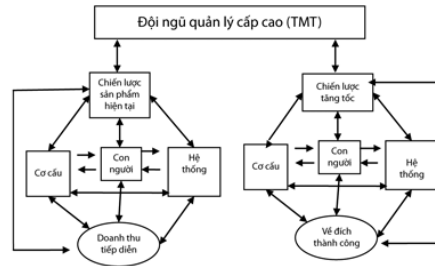 Đội ngũ quản lý cấp cao (TMT)
Chiến lược
sản phẩm
hiện tại
Cơ cấu
Con
người
Hệ
thống
Doanh thu
tiếp diễn
Chiến lược
tăng tốc
Cơ cấu
Con
người
Hệ
thống
Về đích
thành công